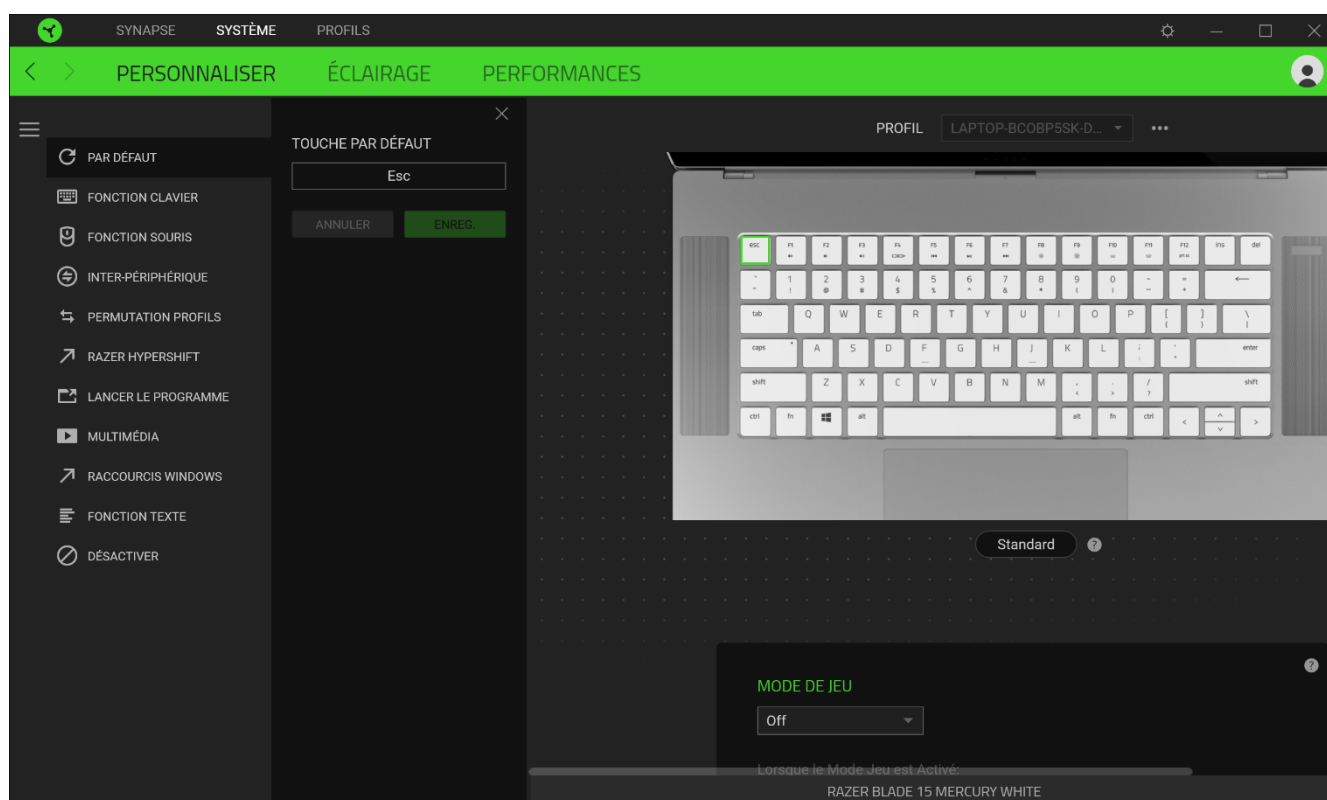 SYNAPSE SYSTÈME PROFILS
PERSONNALISER ÉCLAIRAGE PERFORMANCES
TOUCHE PAR DÉFAUT
Esc
ANNULER ENREG.
PAR DÉFAUT
FONCTION CLAVIER
FONCTION SOURIS
INTER-PÉRIPHÉRIQUE
PERMUTATION PROFILS
RAZER HYPERSHIFT
LANCER LE PROGRAMME
MULTIMÉDIA
RACCOURCIS WINDOWS
FONCTION TEXTE
DÉSACTIVER
PROFIL LAPTOP-BCOBP5SK-D...
esc F1 F2 F3 F4 F5 F6 F7 F8 F9 F10 F11 F12 ins del
1 2 3 4 5 6 7 8 9 0 - =
! @ # $ % ^ & * ( ) +
tab Q W E R T Y U I O P [ ] \
{ } |
caps A S D F G H J K L ; enter
shift Z X C V B N M , . / shift
< > ?
ctrl fn alt alt fn ctrl < ^ >
Standard ?
?
MODE DE JEU
Off
Lorsque le Mode Jeu est Activé:
RAZER BLADE 15 MERCURY WHITE